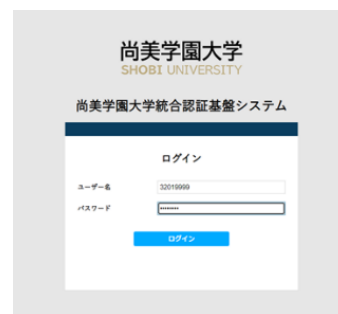 尚美学園大学
SHOBI UNIVERSITY
尚美学園大学統合認証基盤システム
ログイン
ユーザー名 32019999
パスワード ••••••••
ログイン